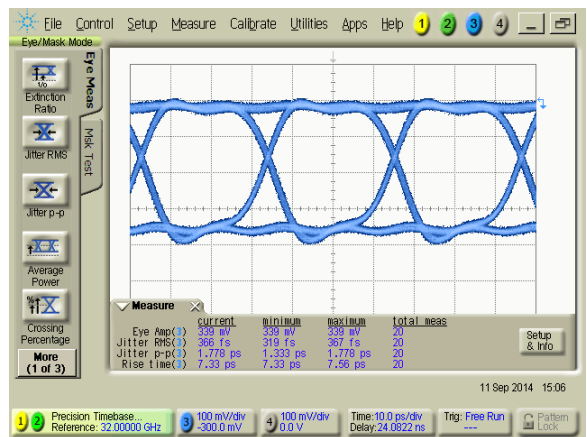 File Control Setup Measure Calibrate Utilities Apps Help 1 2 3 4
Eye/Mask Mode
Eye Meas
Msk Test
1/0
Extinction
Ratio
Jitter RMS
Jitter p-p
Average
Power
%
Crossing
Percentage
More
(1 of 3)
Measure
current minimum maximum total meas
Eye Amp(3) 339 mV 339 mV 339 mV 20
Jitter RMS(3) 366 fs 319 fs 367 fs 20
Jitter p-p(3) 1.778 ps 1.333 ps 1.778 ps 20
Rise time(3) 7.33 ps 7.33 ps 7.56 ps 20
Setup
& Info
11 Sep 2014 15:06
1 2 Precision Timebase...
Reference: 32.00000 GHz
3 100 mV/div
-300.0 mV
4 100 mV/div
0.0 V
Time:10.0 ps/div
Delay:24.0822 ns
Trig: Free Run
---
Pattern
Lock